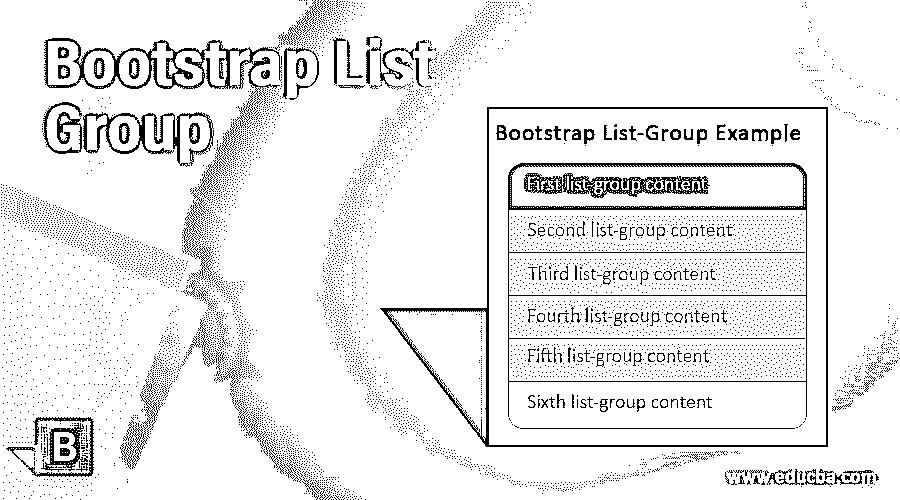 Bootstrap List
Group
Bootstrap List-Group Example
First list-group content
Second list-group content
Third list-group content
Fourth list-group content
Fifth list-group content
Sixth list-group content
B
www.educba.com